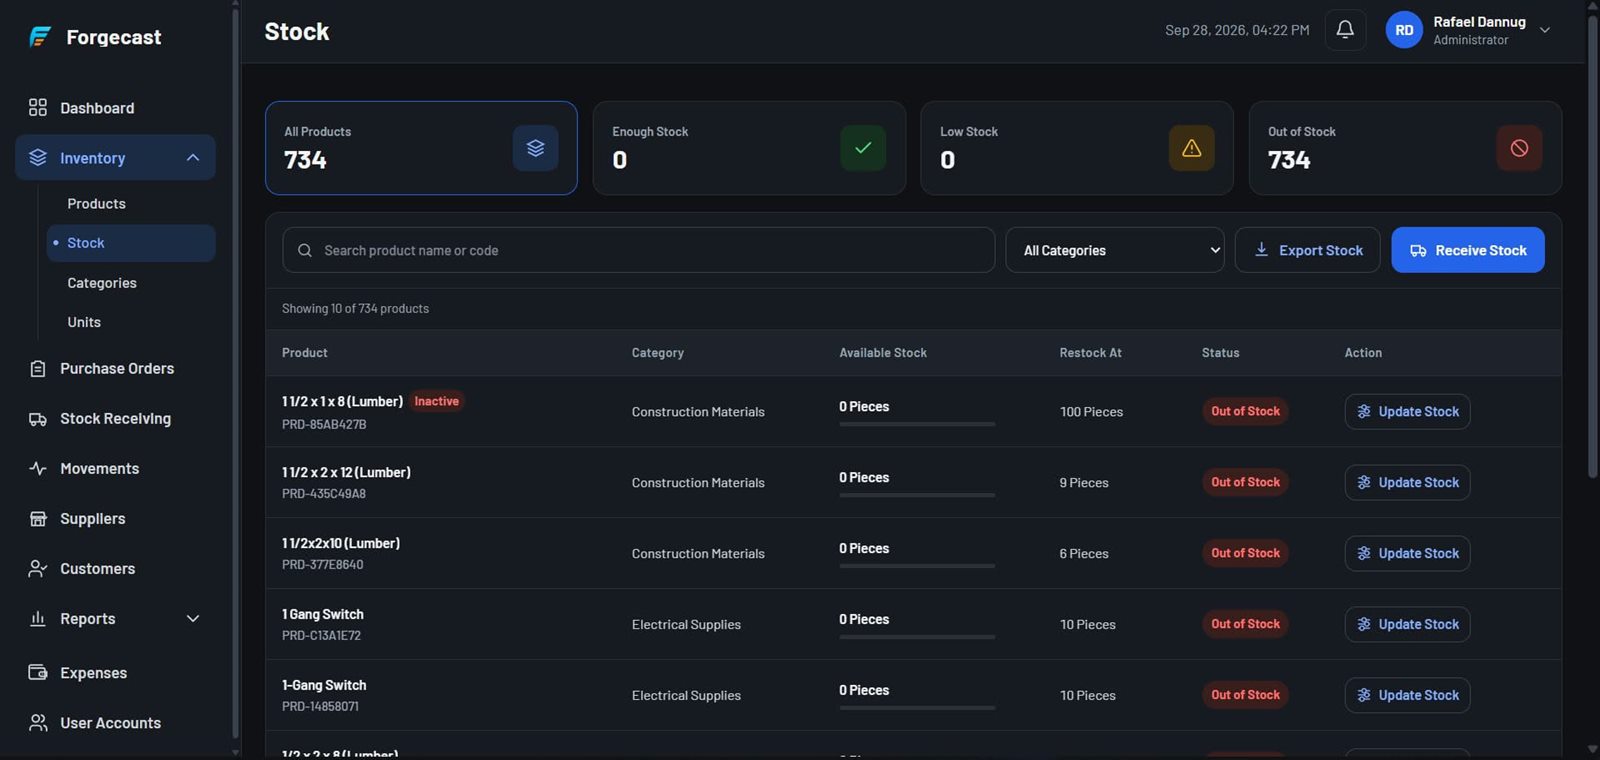 Forgecast
Dashboard
Inventory
Products
Stock
Categories
Units
Purchase Orders
Stock Receiving
Movements
Suppliers
Customers
Reports
Expenses
User Accounts
Stock
Sep 28, 2026, 04:22 PM
RD
Rafael Dannug
Administrator
All Products
734
Enough Stock
0
Low Stock
0
Out of Stock
734
Search product name or code
All Categories
Export Stock
Receive Stock
Showing 10 of 734 products
Product Category Available Stock Restock At Status Action
1 1/2 x 1 x 8 (Lumber) Inactive
PRD-85AB427B
Construction Materials
0 Pieces
100 Pieces
Out of Stock
Update Stock
1 1/2 x 2 x 12 (Lumber)
PRD-435C49A8
Construction Materials
0 Pieces
9 Pieces
Out of Stock
Update Stock
1 1/2x2x10 (Lumber)
PRD-377E8640
Construction Materials
0 Pieces
6 Pieces
Out of Stock
Update Stock
1 Gang Switch
PRD-C13A1E72
Electrical Supplies
0 Pieces
10 Pieces
Out of Stock
Update Stock
1-Gang Switch
PRD-14858071
Electrical Supplies
0 Pieces
10 Pieces
Out of Stock
Update Stock
1/2 x 2 x 8 (Lumber)